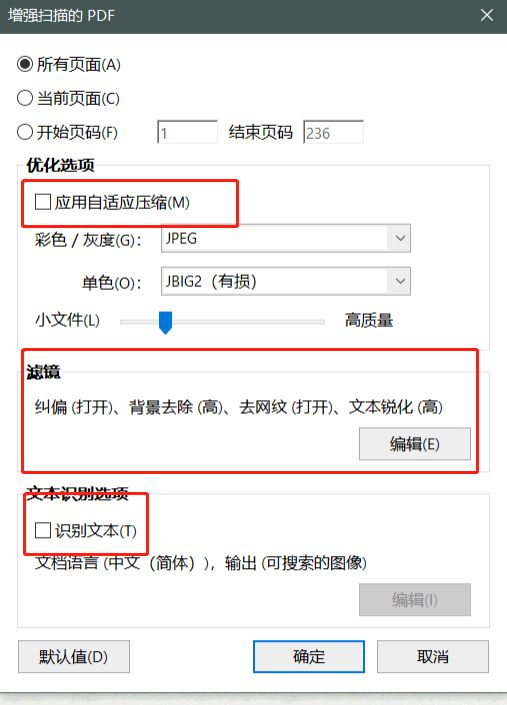 增强扫描的 PDF
所有页面(A)
当前页面(C)
开始页码(F) 1 结束页码 236
优化选项
应用自适应压缩(M)
彩色 / 灰度(G): JPEG
单色(O): JBIG2（有损）
小文件(L) 高质量
滤镜
纠偏 (打开)、背景去除 (高)、去网纹 (打开)、文本锐化 (高)
编辑(E)
文本识别选项
识别文本(T)
文档语言 (中文（简体）), 输出 (可搜索的图像)
编辑(I)
默认值(D) 确定 取消